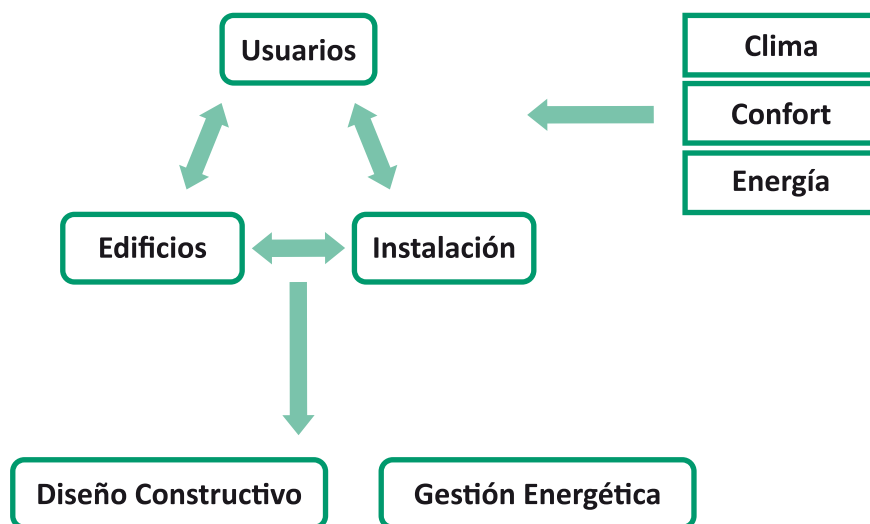 Usuarios
Clima
Confort
Energía
Edificios
Instalación
Diseño Constructivo
Gestión Energética